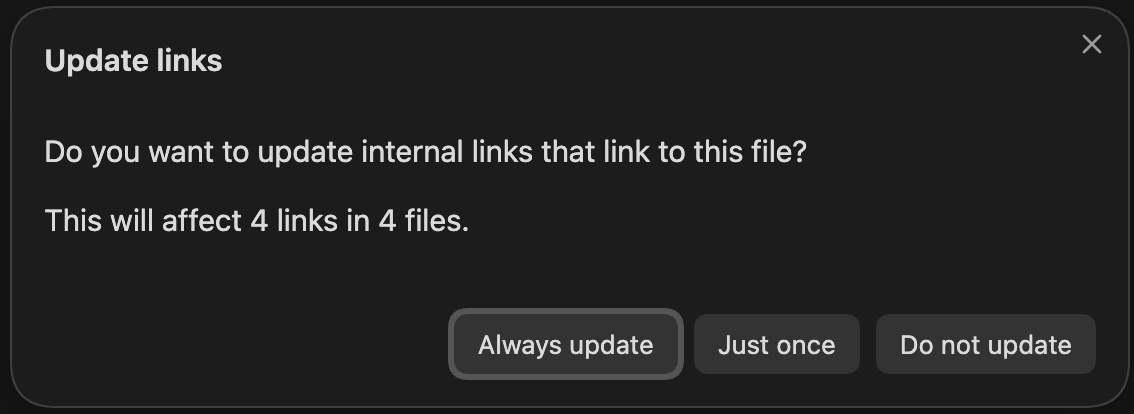 Update links
Do you want to update internal links that link to this file?
This will affect 4 links in 4 files.
Always update
Just once
Do not update